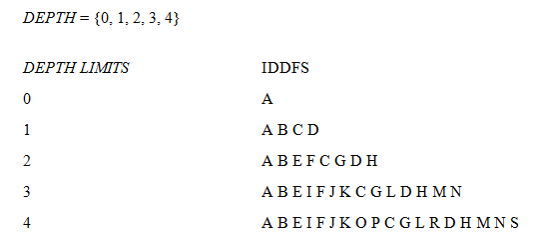 DEPTH = {0, 1, 2, 3, 4}
DEPTH LIMITS IDDFS
0 A
1 A B C D
2 A B E F C G D H
3 A B E I F J K C G L D H M N
4 A B E I F J K O P C G L R D H M N S